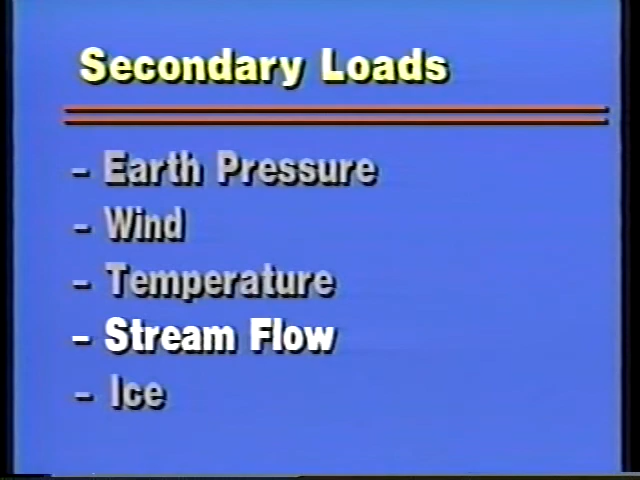 Secondary Loads
– Earth Pressure
– Wind
– Temperature
– Stream Flow
– Ice